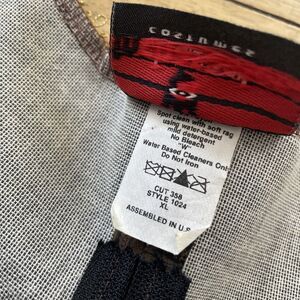 costumes
Spot clean with soft rag
using water-based
mild detergent
No Bleach
"W"
Water Based Cleaners Only
Do Not Iron
CUT 358
STYLE 1024
XL
ASSEMBLED IN U.S